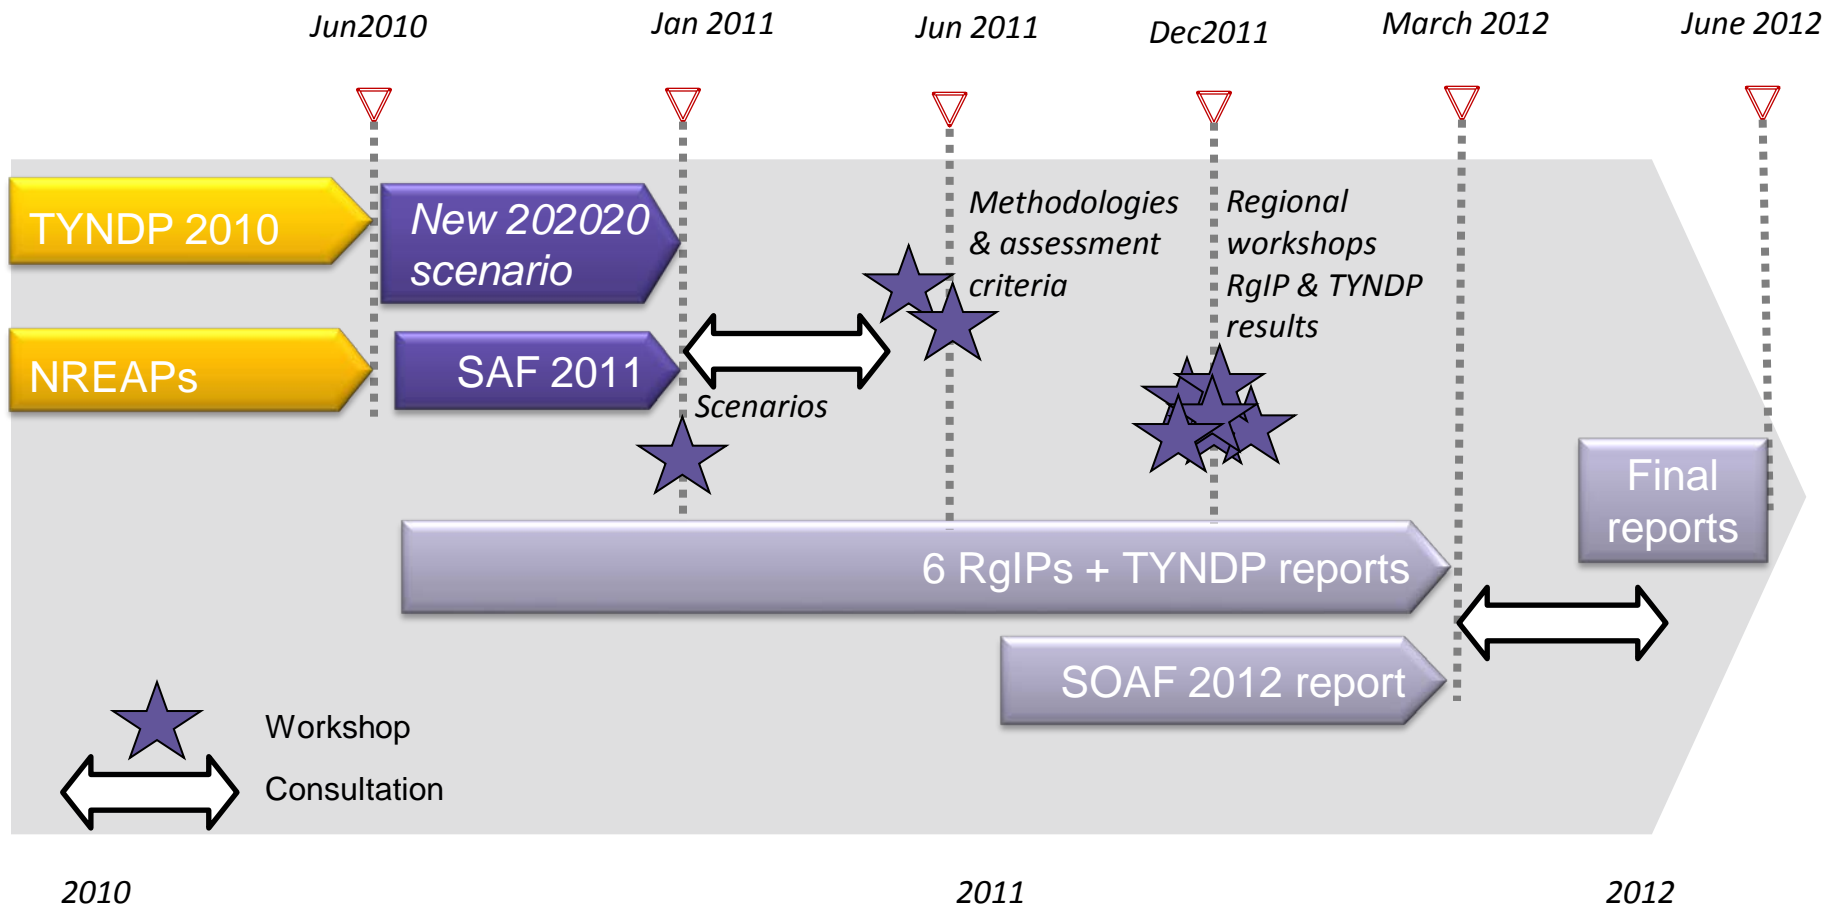 Jun2010
Jan 2011
Jun 2011
Dec2011
March 2012
June 2012
TYNDP 2010
New 202020
scenario
Methodologies
& assessment
criteria
Regional
workshops
RgIP & TYNDP
results
NREAPs
SAF 2011
Scenarios
Final
reports
6 RgIPs + TYNDP reports
SOAF 2012 report
Workshop
Consultation
2010
2011
2012